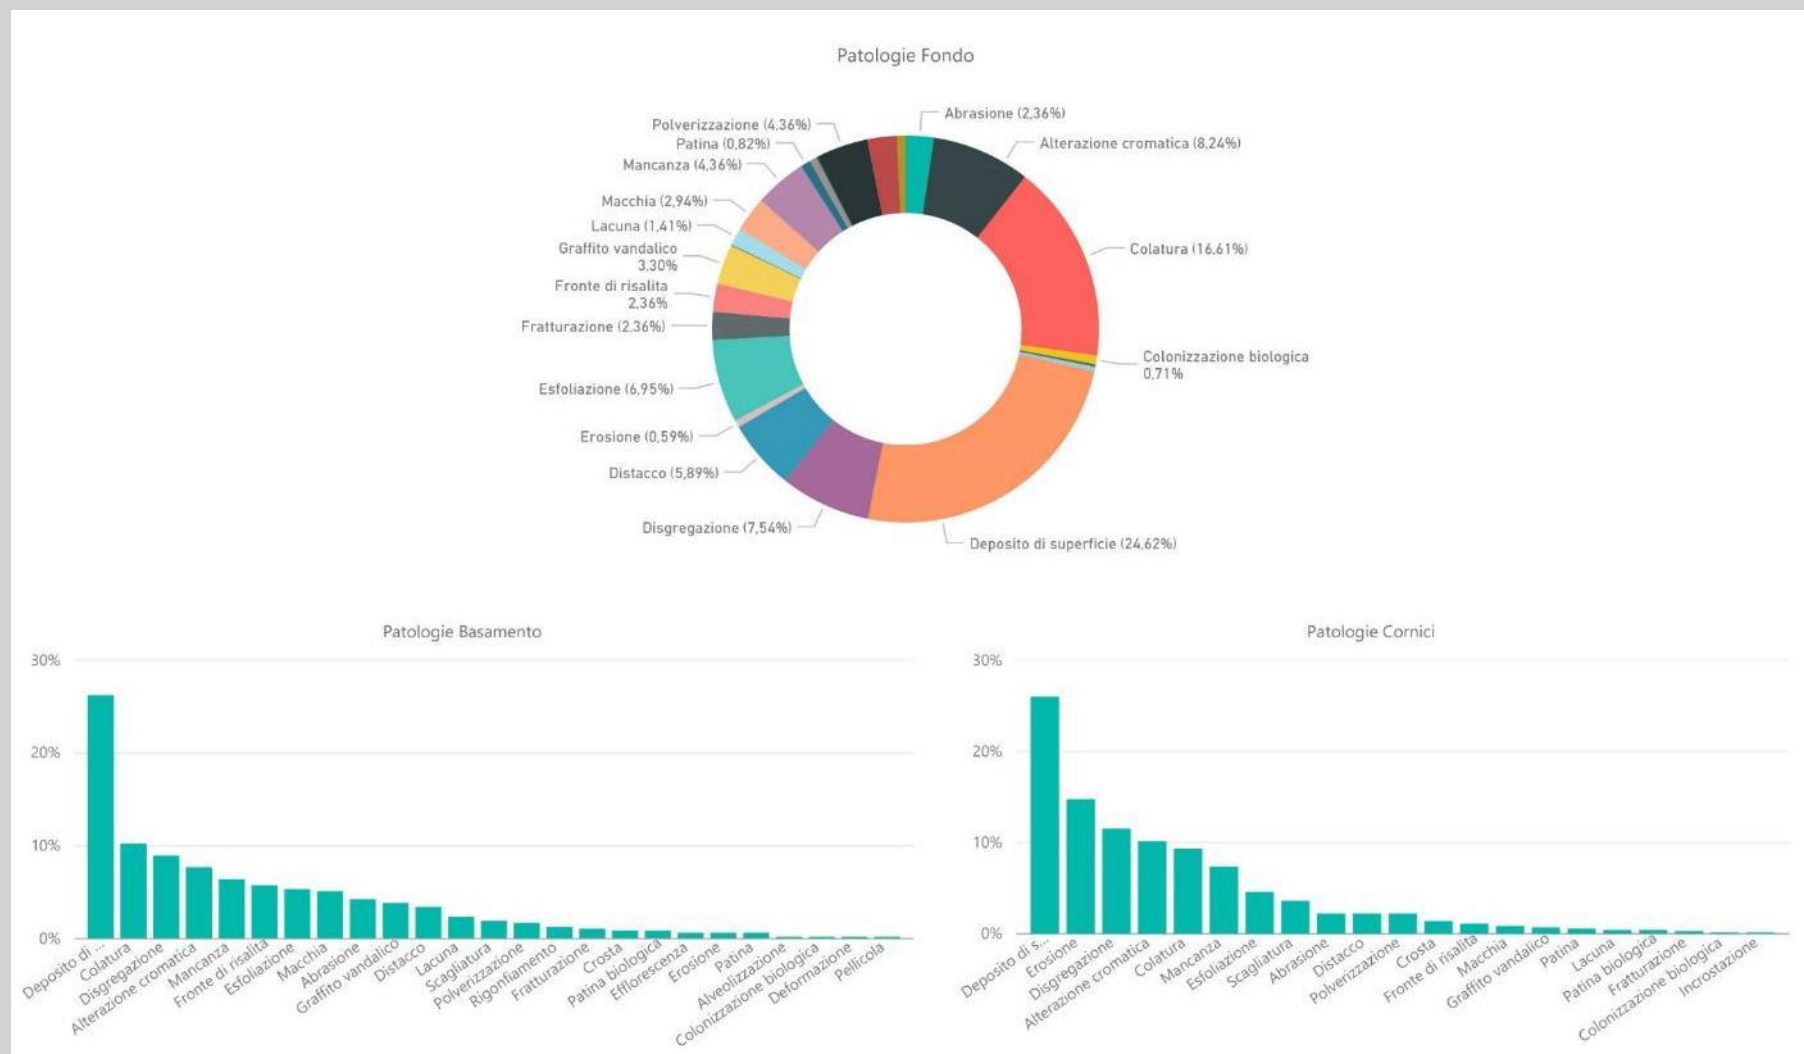 Patologie Fondo
Abrasione (2,36%)
Alterazione cromatica (8,24%)
Colatura (16,61%)
Colonizzazione biologica
0,71%
Deposito di superficie (24,62%)
Disgregazione (7,54%)
Distacco (5,89%)
Erosione (0,59%)
Esfoliazione (6,95%)
Fratturazione (2,36%)
Fronte di risalita
2,36%
Graffito vandalico
3,30%
Lacuna (1,41%)
Macchia (2,94%)
Mancanza (4,36%)
Patina (0,82%)
Polverizzazione (4,36%)
Patologie Basamento
30%
20%
10%
0%
Deposito di ...
Colatura
Disgregazione
Alterazione cromatica
Mancanza
Fronte di risalita
Esfoliazione
Macchia
Abrasione
Graffito vandalico
Distacco
Lacuna
Scagliatura
Polverizzazione
Rigonfiamento
Fratturazione
Crosta
Patina biologica
Efflorescenza
Erosione
Patina
Alveolizzazione
Colonizzazione biologica
Deformazione
Pellicola
Patologie Cornici
30%
20%
10%
0%
Deposito di s...
Erosione
Disgregazione
Alterazione cromatica
Colatura
Mancanza
Esfoliazione
Scagliatura
Abrasione
Distacco
Polverizzazione
Crosta
Fronte di risalita
Macchia
Graffito vandalico
Patina
Lacuna
Patina biologica
Fratturazione
Colonizzazione biologica
Incrostazione